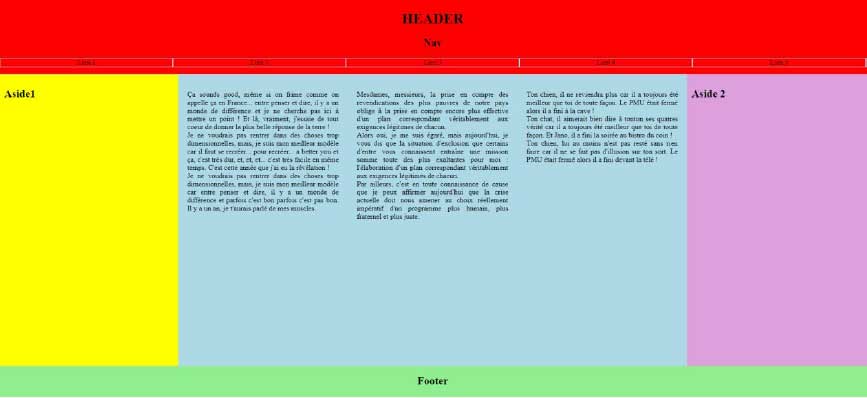 HEADER
Nav
Lien 1
Lien 2
Lien 3
Lien 4
Lien 5
Aside1
Ça sounds good, même si on frame comme on
appelle ça en France... entre penser et dire, il y a un
monde de différence et je ne cherche pas ici à
mettre un point ! Et là, vraiment, j'essaie de tout
coeur de donner la plus belle réponse de la terre !
Je ne voudrais pas rentrer dans des choses trop
dimensionnelles, mais, je suis mon meilleur modèle
car il faut se recréer... pour recréer... a better you et
ça, c'est très dur, et, et, et... c'est très facile en même
temps. C'est cette année que j'ai eu la révélation !
Je ne voudrais pas rentrer dans des choses trop
dimensionnelles, mais, je suis mon meilleur modèle
car entre penser et dire, il y a un monde de
différence et parfois c'est bon parfois c'est pas bon.
Il y a un an, je t'aurais parlé de mes muscles.
Mesdames, messieurs, la prise en compte des
revendications des plus pauvres de notre pays
oblige à la prise en compte encore plus effective
d'un plan correspondant véritablement aux
exigences légitimes de chacun.
Alors oui, je me suis égaré, mais aujourd'hui, je
vous dis que la situation d'exclusion que certains
d'entre vous connaissent entraîne une mission
somme toute des plus exaltantes pour moi :
l'élaboration d'un plan correspondant véritablement
aux exigences légitimes de chacun.
Par ailleurs, c'est en toute connaissance de cause
que je peux affirmer aujourd'hui que la crise
actuelle doit nous amener au choix réellement
impératif d'un programme plus humain, plus
fraternel et plus juste.
Ton chien, il ne reviendra plus car il a toujours été
meilleur que toi de toute façon. Le PMU était fermé
alors il a fini à la cave !
Ton chat, il aimerait bien dire à tonton ses quatres
vérité car il a toujours été meilleur que toi de toute
façon. Et Jano, il a fini la soirée au bistro du coin !
Ton chien, lui au moins n'est pas resté sans rien
faire car il ne se fait pas d'illusion sur ton sort. Le
PMU était fermé alors il a fini devant la télé !
Aside 2
Footer